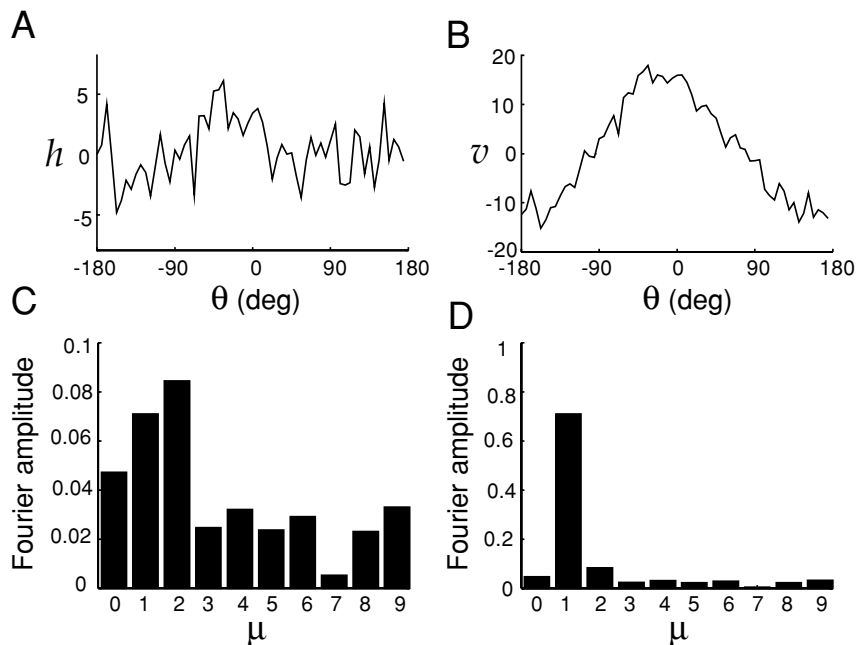 A
5
0
-5
h
-180
-90
0
90
180
θ (deg)
B
20
10
0
-10
-20
v
-180
-90
0
90
180
θ (deg)
C
0.1
0.08
0.06
0.04
0.02
0
Fourier amplitude
0 1 2 3 4 5 6 7 8 9
μ
D
1
0.8
0.6
0.4
0.2
0
Fourier amplitude
0 1 2 3 4 5 6 7 8 9
μ